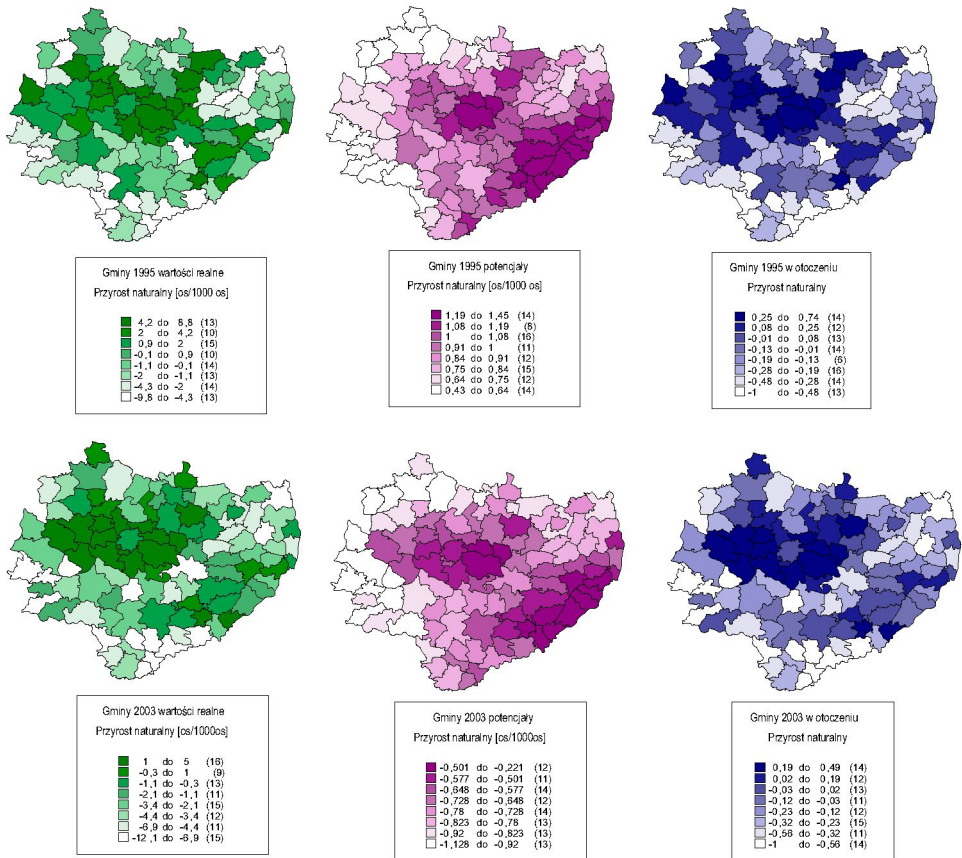 Gminy 1995 wartości realne
Przyrost naturalny [os/1000 os]
4,2 do 8,8 (13)
2 do 4,2 (10)
0,9 do 2 (15)
-0,1 do 0,9 (10)
-1,1 do -0,1 (14)
-2 do -1,1 (13)
-4,3 do -2 (14)
-9,8 do -4,3 (13)
Gminy 1995 potencjały
Przyrost naturalny [os/1000 os]
1,19 do 1,45 (14)
1,08 do 1,19 (8)
1 do 1,08 (16)
0,91 do 1 (11)
0,84 do 0,91 (12)
0,75 do 0,84 (15)
0,64 do 0,75 (12)
0,43 do 0,64 (14)
Gminy 1995 w otoczeniu
Przyrost naturalny
0,25 do 0,74 (14)
0,08 do 0,25 (12)
-0,01 do 0,08 (13)
-0,13 do -0,01 (14)
-0,19 do -0,13 (6)
-0,28 do -0,19 (16)
-0,48 do -0,28 (14)
-1 do -0,48 (13)
Gminy 2003 wartości realne
Przyrost naturalny [os/1000os]
1 do 5 (16)
-0,3 do 1 (9)
-1,1 do -0,3 (13)
-2,1 do -1,1 (11)
-3,4 do -2,1 (15)
-4,4 do -3,4 (12)
-6,9 do -4,4 (11)
-12,1 do -6,9 (15)
Gminy 2003 potencjały
Przyrost naturalny [os/1000os]
-0,501 do -0,221 (12)
-0,577 do -0,501 (11)
-0,648 do -0,577 (14)
-0,728 do -0,648 (12)
-0,78 do -0,728 (14)
-0,823 do -0,78 (13)
-0,92 do -0,823 (13)
-1,128 do -0,92 (13)
Gminy 2003 w otoczeniu
Przyrost naturalny
0,19 do 0,49 (14)
0,02 do 0,19 (12)
-0,03 do 0,02 (13)
-0,12 do -0,03 (11)
-0,23 do -0,12 (12)
-0,32 do -0,23 (15)
-0,56 do -0,32 (11)
-1 do -0,56 (14)